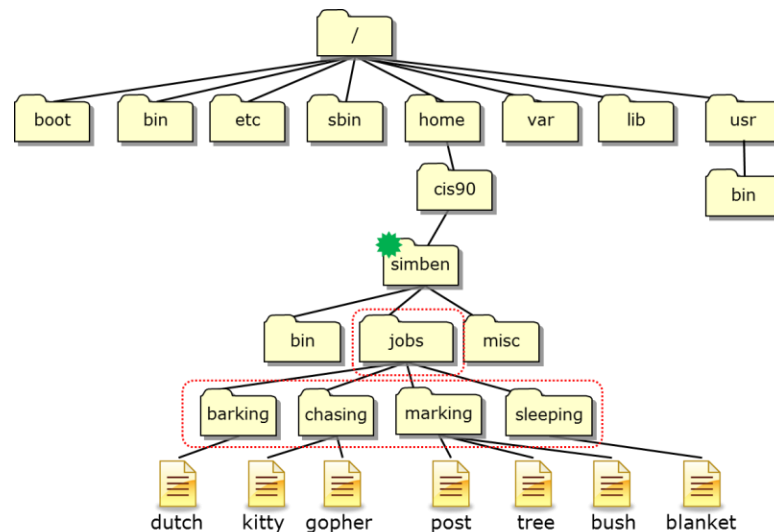 /
boot bin etc sbin home var lib usr
cis90 bin
simben
bin jobs misc
barking chasing marking sleeping
dutch kitty gopher post tree bush blanket